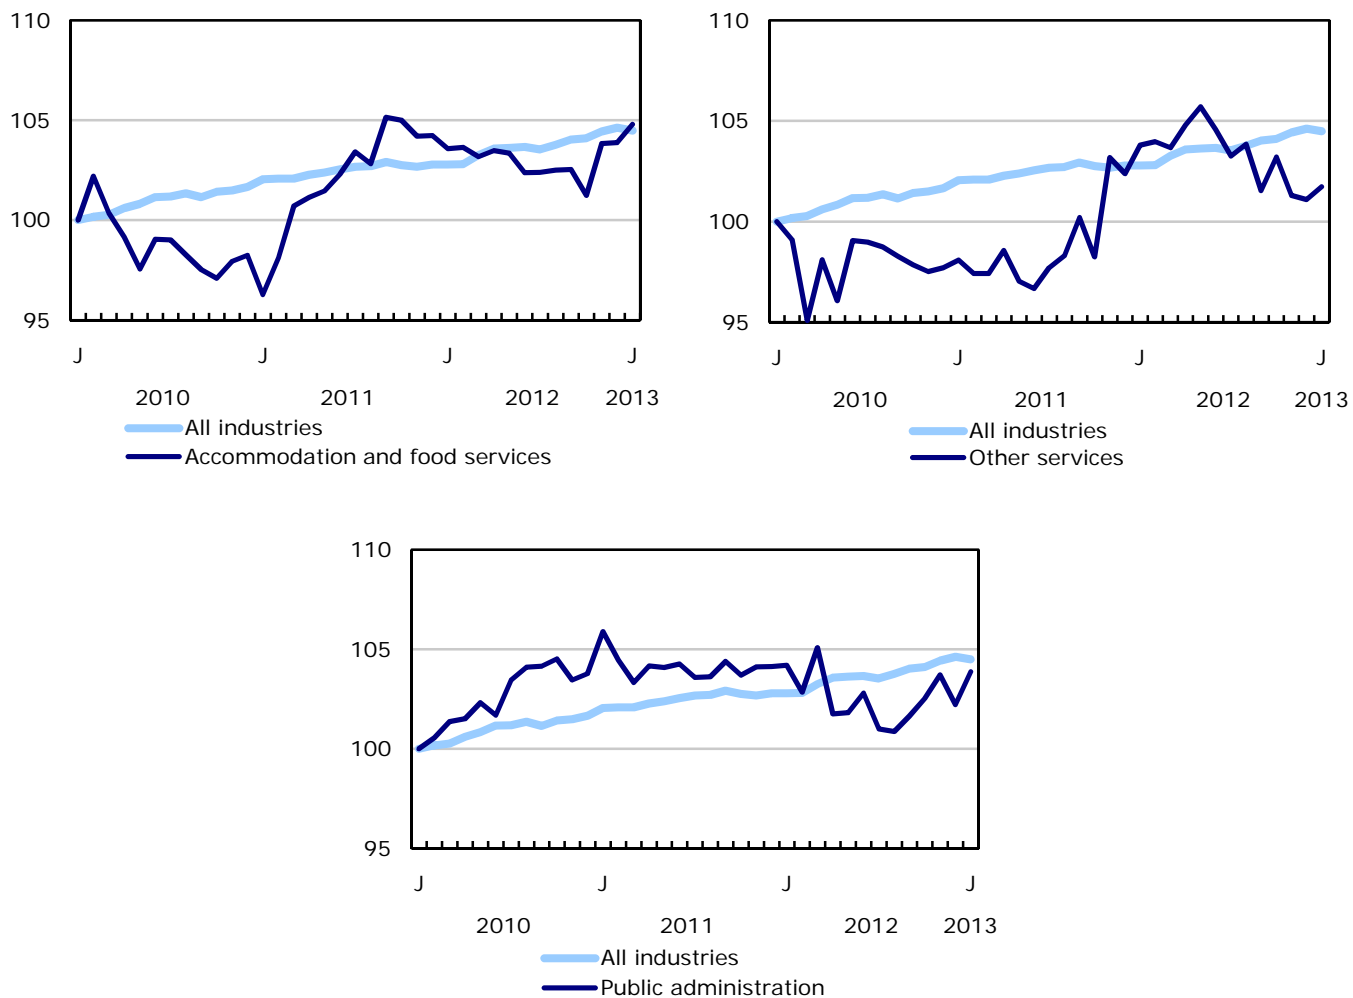 110
105
100
95
J J J J
2010 2011 2012 2013
All industries
Accommodation and food services
110
105
100
95
J J J J
2010 2011 2012 2013
All industries
Other services
110
105
100
95
J J J J
2010 2011 2012 2013
All industries
Public administration